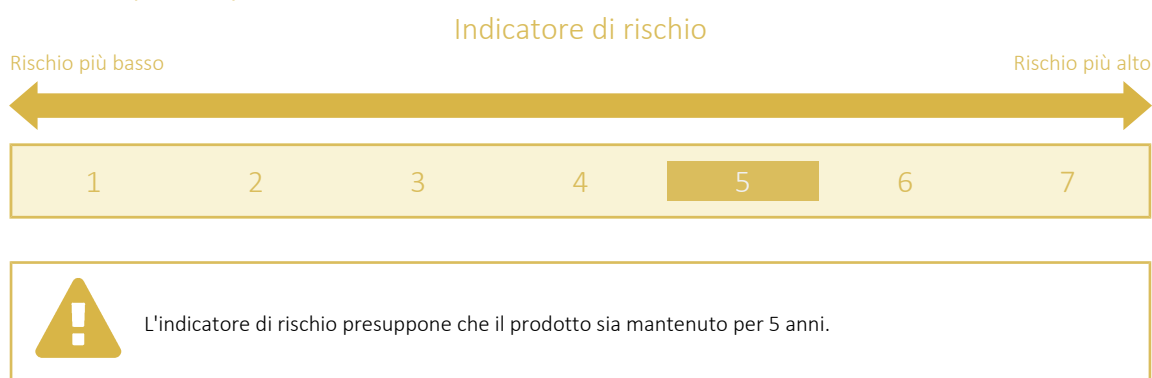 Indicatore di rischio
Rischio più basso Rischio più alto
1 2 3 4 5 6 7
L'indicatore di rischio presuppone che il prodotto sia mantenuto per 5 anni.